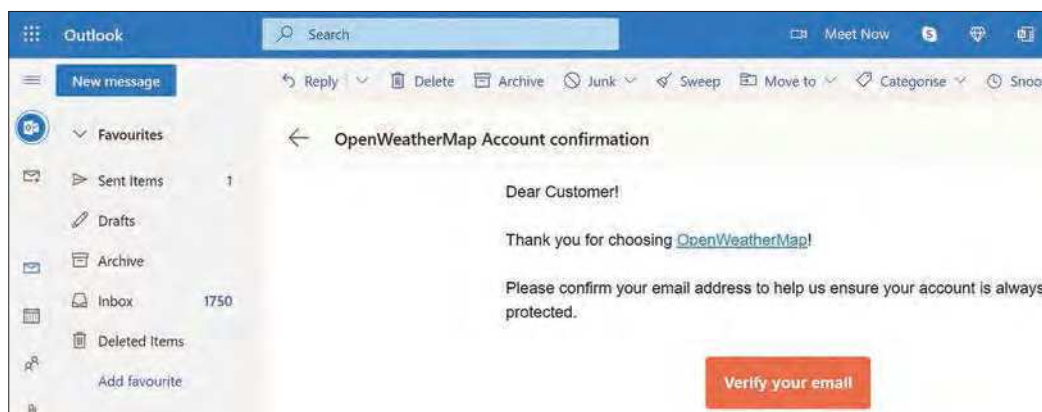 Outlook
Search
Meet Now
New message
Reply
Delete
Archive
Junk
Sweep
Move to
Categorise
Snoo
Favourites
OpenWeatherMap Account confirmation
Sent Items 1
Dear Customer!
Drafts
Thank you for choosing OpenWeatherMap!
Archive
Please confirm your email address to help us ensure your account is always
Inbox 1750
protected.
Deleted Items
Add favourite
Verify your email